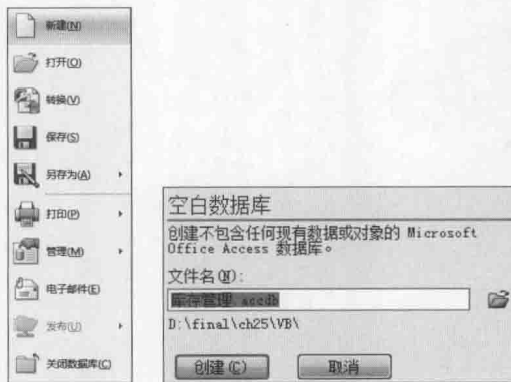 新建(N)
打开(O)
转换(V)
保存(S)
另存为(A)
打印(P)
管理(M)
电子邮件(E)
发布(U)
关闭数据库(C)
空白数据库
创建不包含任何现有数据或对象的 Microsoft
Office Access 数据库。
文件名(N):
库存管理.accdb
D:\final\ch25\VB\
创建(C)
取消